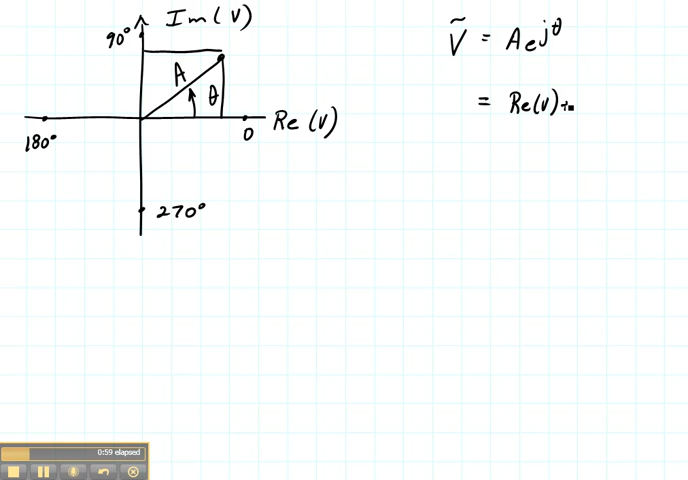 Im(V)
90°
A
θ
180°
0
Re (V)
270°
Ṽ = Ae^jθ
= Re(v)+
0:59 elapsed